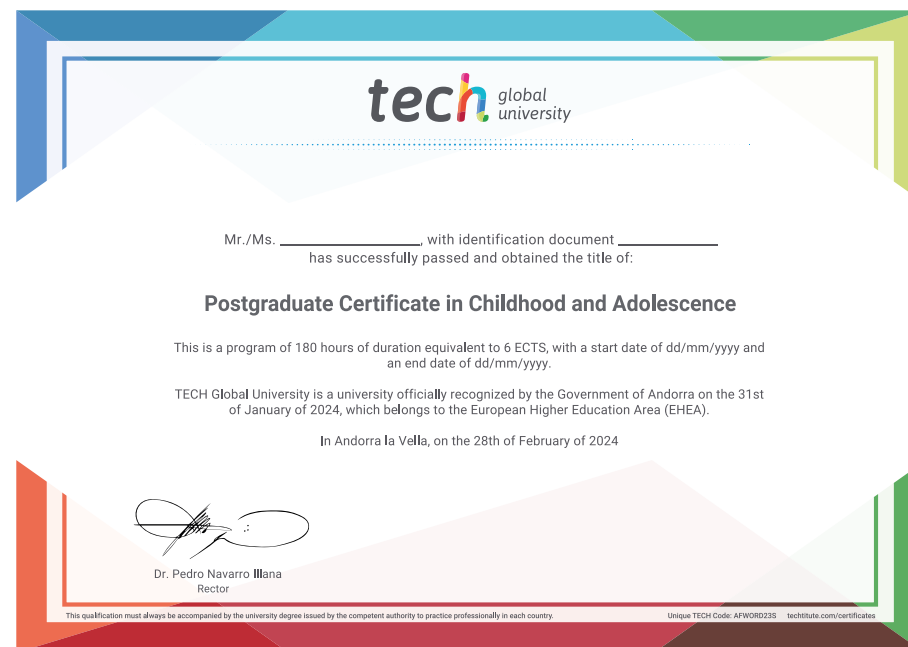 tech global university
Mr./Ms. ____________________, with identification document ______________
has successfully passed and obtained the title of:
Postgraduate Certificate in Childhood and Adolescence
This is a program of 180 hours of duration equivalent to 6 ECTS, with a start date of dd/mm/yyyy and
an end date of dd/mm/yyyy.
TECH Global University is a university officially recognized by the Government of Andorra on the 31st
of January of 2024, which belongs to the European Higher Education Area (EHEA).
In Andorra la Vella, on the 28th of February of 2024
Dr. Pedro Navarro Illana
Rector
This qualification must always be accompanied by the university degree issued by the competent authority to practice professionally in each country. Unique TECH Code: AFWORD23S techtitute.com/certificates